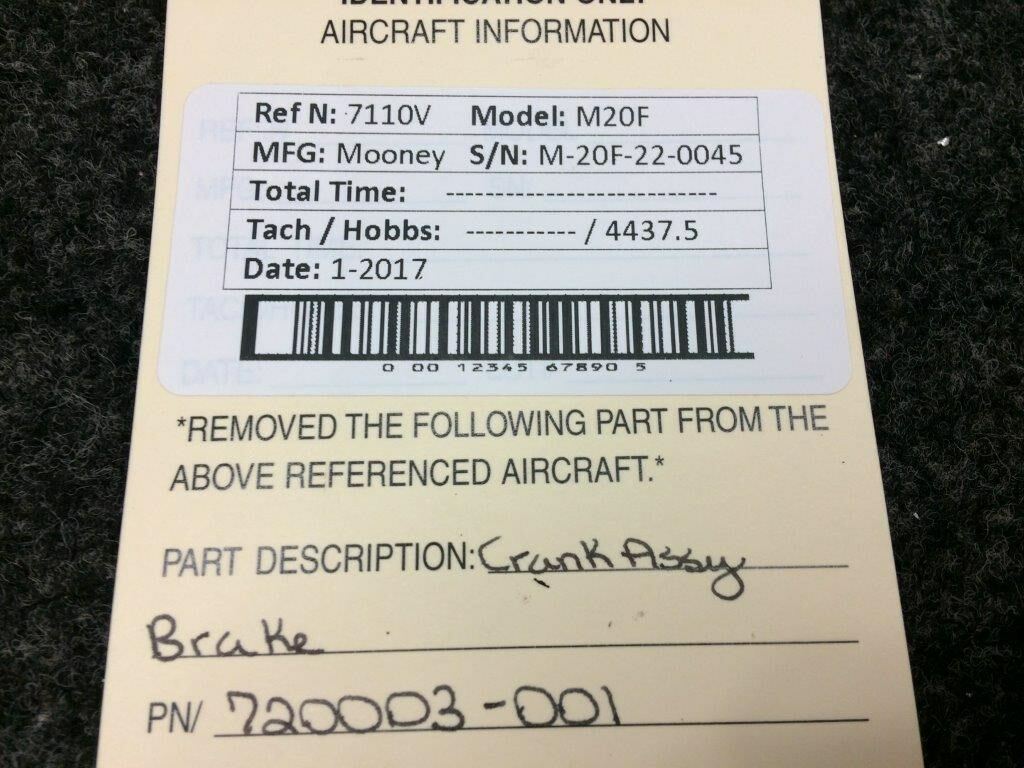 IDENTIFICATION ONLY
AIRCRAFT INFORMATION
Ref N: 7110V Model: M20F
MFG: Mooney S/N: M-20F-22-0045
Total Time: --------------------------
Tach / Hobbs: ----------- / 4437.5
Date: 1-2017
0 00 12345 67890 5
*REMOVED THE FOLLOWING PART FROM THE
ABOVE REFERENCED AIRCRAFT.*
PART DESCRIPTION: Crank Assy
Brake
PN/ 720003-001